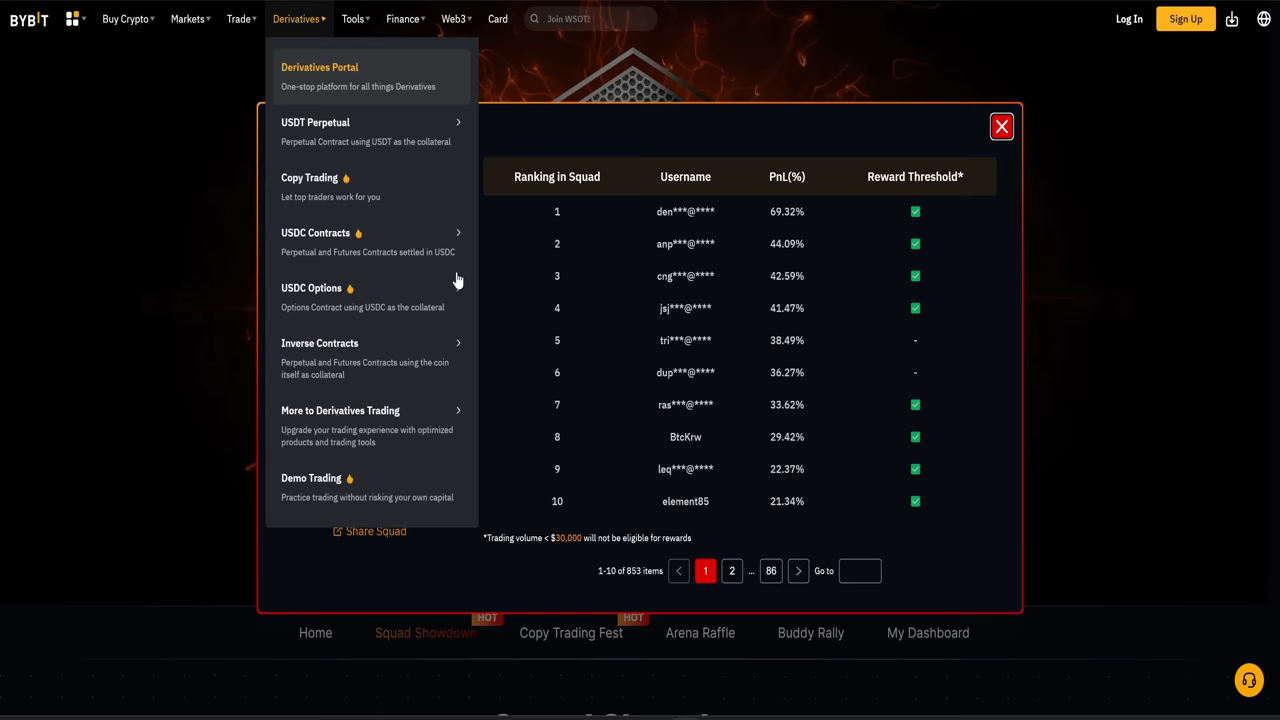 BYBIT
Buy Crypto
Markets
Trade
Derivatives
Tools
Finance
Web3
Card
Join WSOT!
Log In
Sign Up
Derivatives Portal
One-stop platform for all things Derivatives
USDT Perpetual
Perpetual Contract using USDT as the collateral
Copy Trading
Let top traders work for you
USDC Contracts
Perpetual and Futures Contracts settled in USDC
USDC Options
Options Contract using USDC as the collateral
Inverse Contracts
Perpetual and Futures Contracts using the coin
itself as collateral
More to Derivatives Trading
Upgrade your trading experience with optimized
products and trading tools
Demo Trading
Practice trading without risking your own capital
Share Squad
Ranking in Squad Username PnL(%) Reward Threshold*
1 den***@**** 69.32%
2 anp***@**** 44.09%
3 cng***@**** 42.59%
4 jsj***@**** 41.47%
5 tri***@**** 38.49% -
6 dup***@**** 36.27% -
7 ras***@**** 33.62%
8 BtcKrw 29.42%
9 leq***@**** 22.37%
10 element85 21.34%
*Trading volume < $30,000 will not be eligible for rewards
1-10 of 853 items < 1 2 ... 86 > Go to
HOT
HOT
Home
Squad Showdown
Copy Trading Fest
Arena Raffle
Buddy Rally
My Dashboard